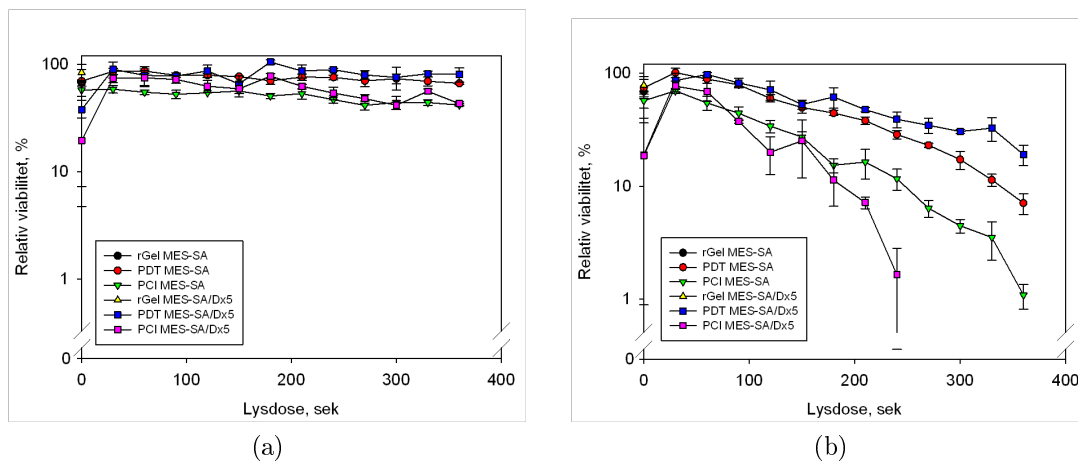 100
10
1
0
Relativ viabilitet, %
rGel MES-SA
PDT MES-SA
PCI MES-SA
rGel MES-SA/Dx5
PDT MES-SA/Dx5
PCI MES-SA/Dx5
0 100 200 300 400
Lysdose, sek
(a)
100
10
1
0
Relativ viabilitet, %
rGel MES-SA
PDT MES-SA
PCI MES-SA
rGel MES-SA/Dx5
PDT MES-SA/Dx5
PCI MES-SA/Dx5
0 100 200 300 400
Lysdose, sek
(b)